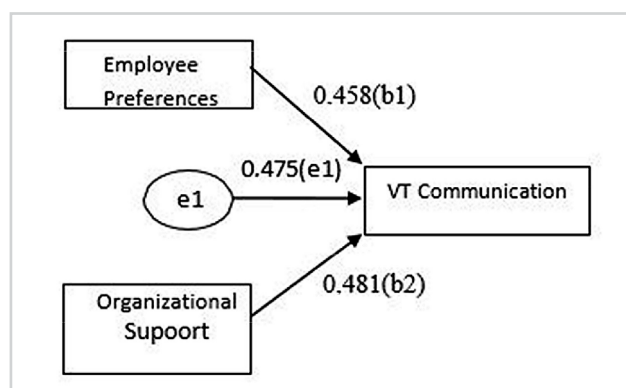 Employee
Preferences
0.458(b1)
0.475(e1)
e1
VT Communication
0.481(b2)
Organizational
Supoort